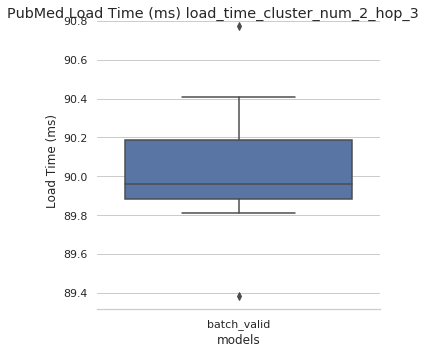 PubMed Load Time (ms) load_time_cluster_num_2_hop_3
90.8
90.6
90.4
90.2
90.0
89.8
89.6
89.4
Load Time (ms)
batch_valid
models